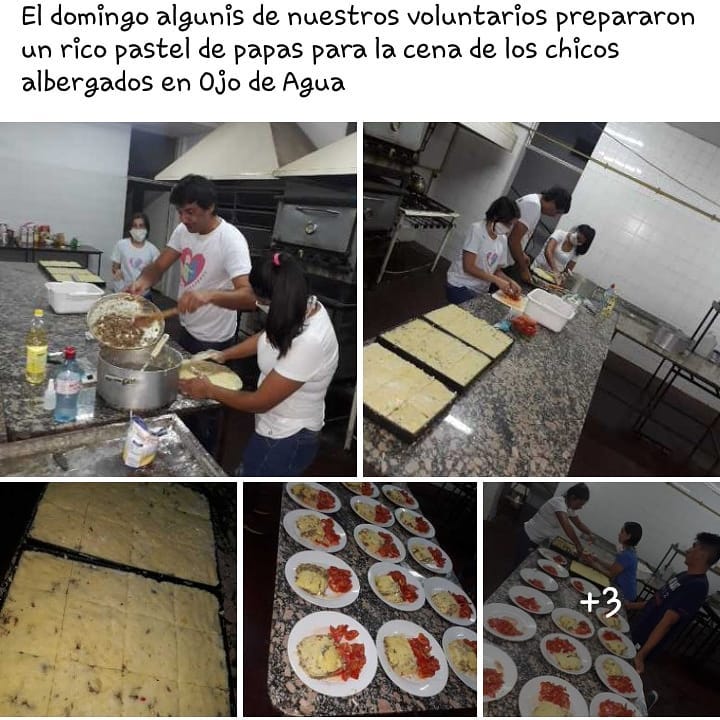 El domingo algunis de nuestros voluntarios prepararon
un rico pastel de papas para la cena de los chicos
albergados en Ojo de Agua
+3